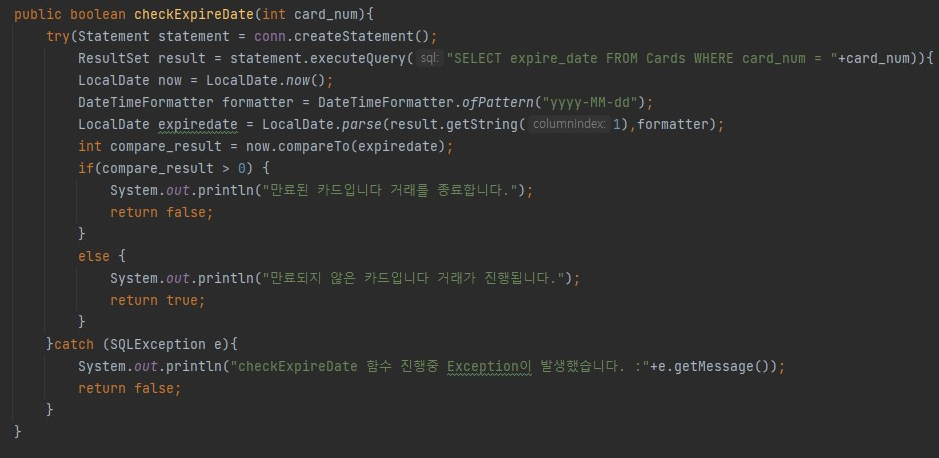 public boolean checkExpireDate(int card_num){
try(Statement statement = conn.createStatement();
ResultSet result = statement.executeQuery( sql: "SELECT expire_date FROM Cards WHERE card_num = "+card_num)){
LocalDate now = LocalDate.now();
DateTimeFormatter formatter = DateTimeFormatter.ofPattern("yyyy-MM-dd");
LocalDate expiredate = LocalDate.parse(result.getString( columnIndex: 1),formatter);
int compare_result = now.compareTo(expiredate);
if(compare_result > 0) {
System.out.println("만료된 카드입니다 거래를 종료합니다.");
return false;
}
else {
System.out.println("만료되지 않은 카드입니다 거래가 진행됩니다.");
return true;
}
}catch (SQLException e){
System.out.println("checkExpireDate 함수 진행중 Exception이 발생했습니다. :"+e.getMessage());
return false;
}
}